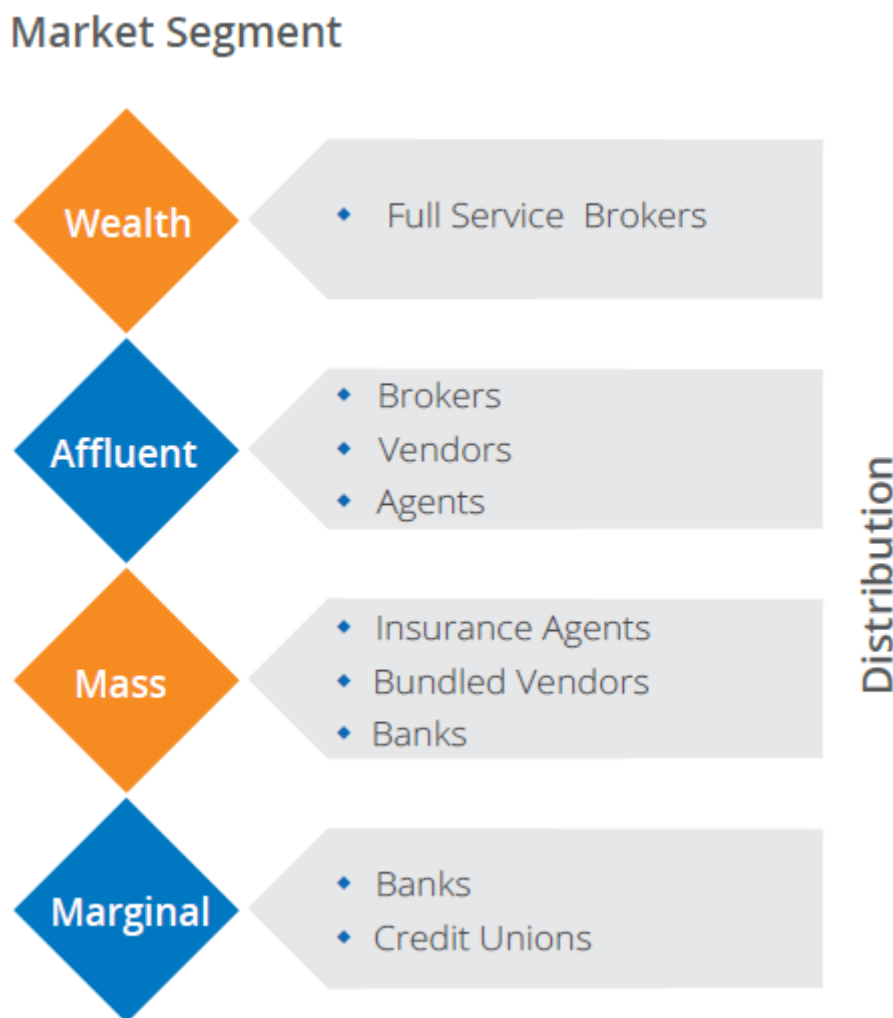 Market Segment
Wealth
Full Service Brokers
Affluent
Brokers
Vendors
Agents
Mass
Insurance Agents
Bundled Vendors
Banks
Marginal
Banks
Credit Unions
Distribution